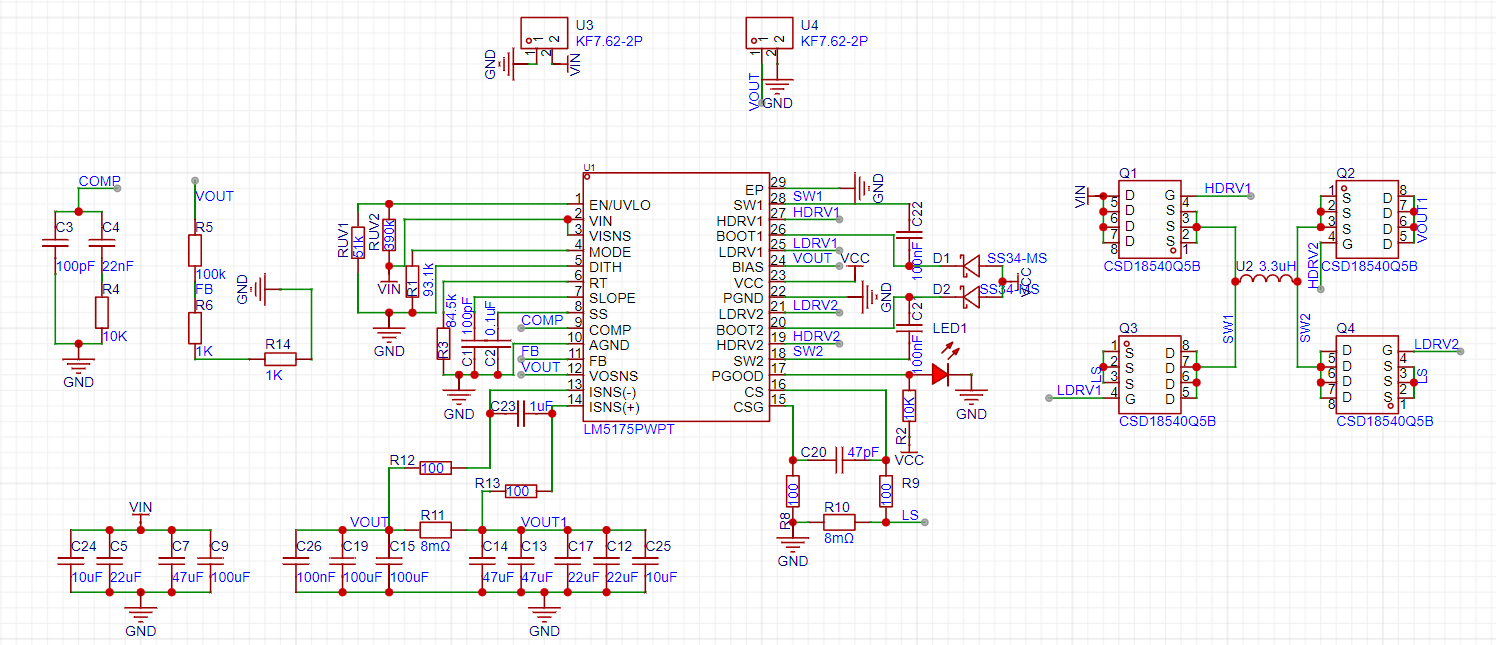 U3
KF7.62-2P
1
2
1
2
GND
VIN
U4
KF7.62-2P
1
2
1
2
VOUT
GND
COMP
C3
100pF
C4
22nF
R4
10K
GND
VOUT
R5
100k
FB
R6
1K
GND
R14
1K
RUV1
51k
RUV2
390k
VIN
R1
93.1k
GND
R3
84.5k
C1
100pF
C2
0.1uF
COMP
FB
VOUT
GND
U1
1 EN/UVLO
2 VIN
3 VISNS
4 MODE
5 DITH
6 RT
7 SLOPE
8 SS
9 COMP
10 AGND
11 FB
12 VOSNS
13 ISNS(-)
14 ISNS(+)
EP 29
SW1 28
HDRV1 27
BOOT1 26
LDRV1 25
BIAS 24
VCC 23
PGND 22
LDRV2 21
BOOT2 20
HDRV2 19
SW2 18
PGOOD 17
CS 16
CSG 15
LM5175PWPT
GND
SW1
HDRV1
LDRV1
VOUT
VCC
GND
LDRV2
HDRV2
SW2
C22
100nF
D1
SS34-MS
D2
SS34-MS
VCC
C21
100nF
LED1
GND
10K
R2
VCC
C23
1uF
R12
100
R13
100
C20
47pF
100
R8
100
R9
R10
8mΩ
LS
GND
VIN
C24
10uF
C5
22uF
C7
47uF
C9
100uF
GND
VOUT
R11
8mΩ
VOUT1
C26
100nF
C19
100uF
C15
100uF
C14
47uF
C13
47uF
C17
22uF
C12
22uF
C25
10uF
GND
Q1
VIN
5 D
6 D
7 D
8 D
G 4
S 3
S 2
S 1
HDRV1
CSD18540Q5B
Q2
1 S
2 S
3 S
4 G
D 8
D 7
D 6
D 5
VOUT1
HDRV2
CSD18540Q5B
U2
3.3uH
SW1
SW2
Q3
1 S
2 S
3 S
4 G
D 8
D 7
D 6
D 5
LS
LDRV1
CSD18540Q5B
Q4
5 D
6 D
7 D
8 D
G 4
S 3
S 2
S 1
LDRV2
LS
CSD18540Q5B